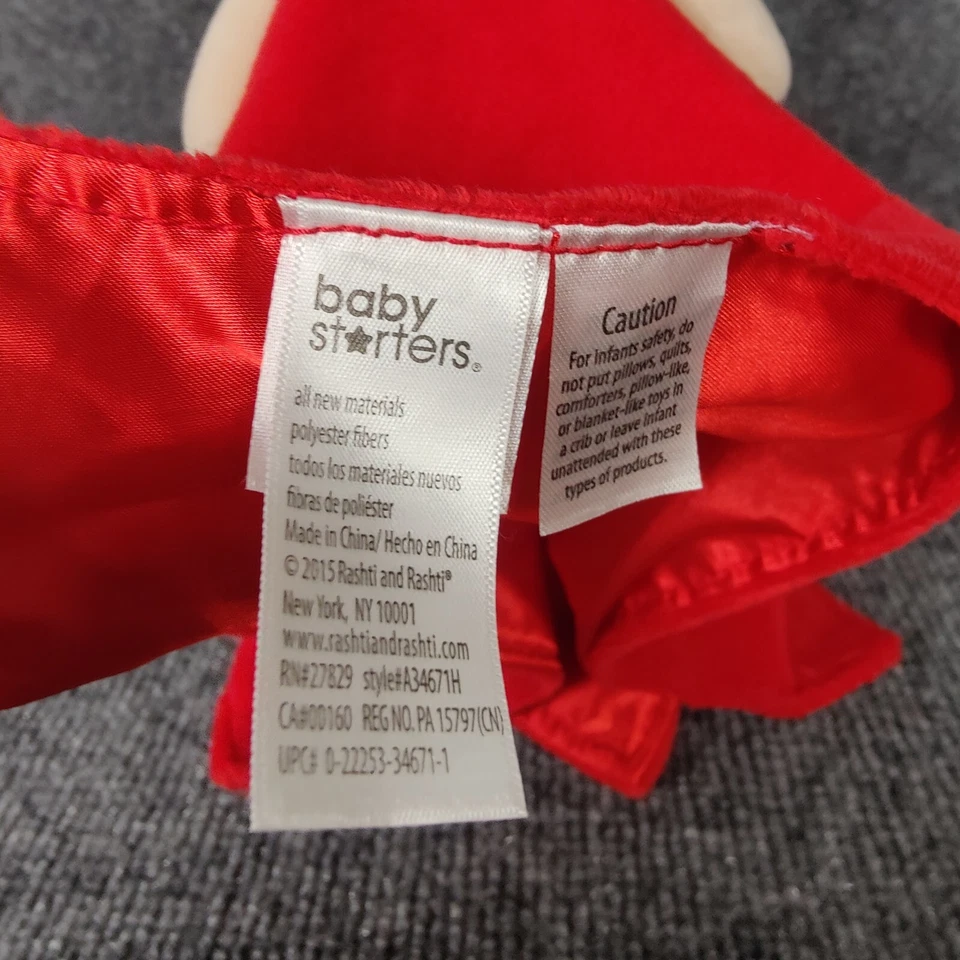 baby
starters®
all new materials
polyester fibers
todos los materiales nuevos
fibras de poliéster
Made in China/ Hecho en China
© 2015 Rashti and Rashti®
New York, NY 10001
www.rashtiandrashti.com
RN#27829 style#A34671H
CA#00160 REG NO. PA 15797(CN)
UPC# 0-22253-34671-1
Caution
For infants safety, do
not put pillows, quilts,
comforters, pillow-like,
or blanket-like toys in
a crib or leave infant
unattended with these
types of products.